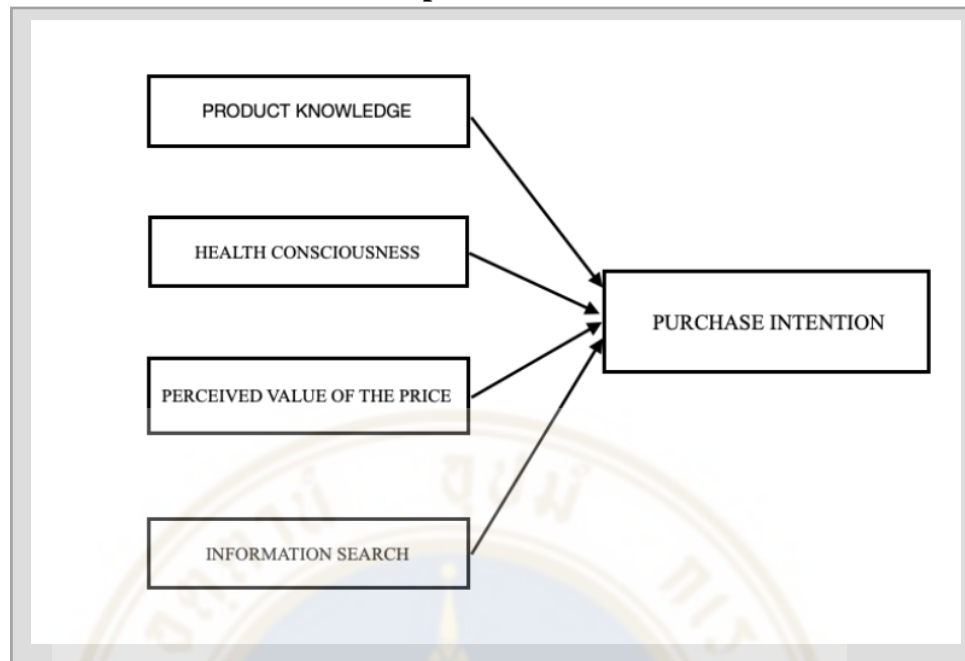 PRODUCT KNOWLEDGE
HEALTH CONSCIOUSNESS
PURCHASE INTENTION
PERCEIVED VALUE OF THE PRICE
INFORMATION SEARCH